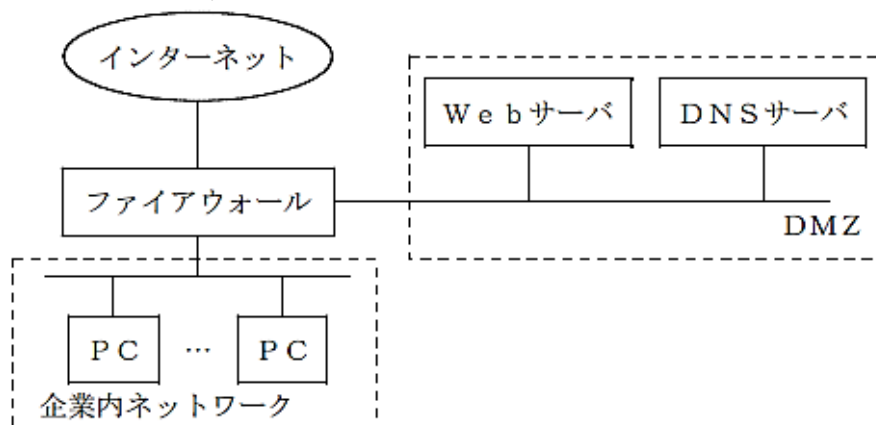 インターネット
Ｗｅｂサーバ
ＤＮＳサーバ
ファイアウォール
ＤＭＺ
ＰＣ … ＰＣ
企業内ネットワーク